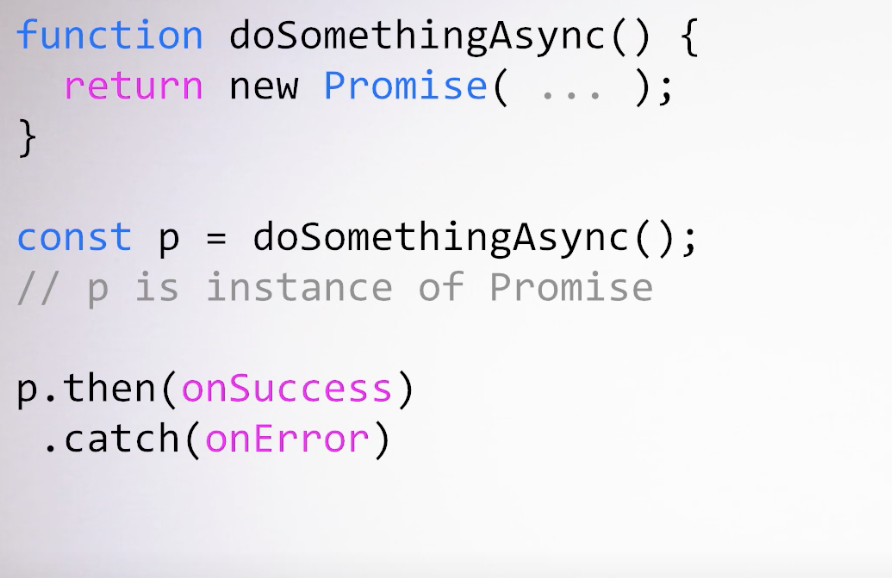 function doSomethingAsync() {
  return new Promise( ... );
}

const p = doSomethingAsync();
// p is instance of Promise

p.then(onSuccess)
 .catch(onError)